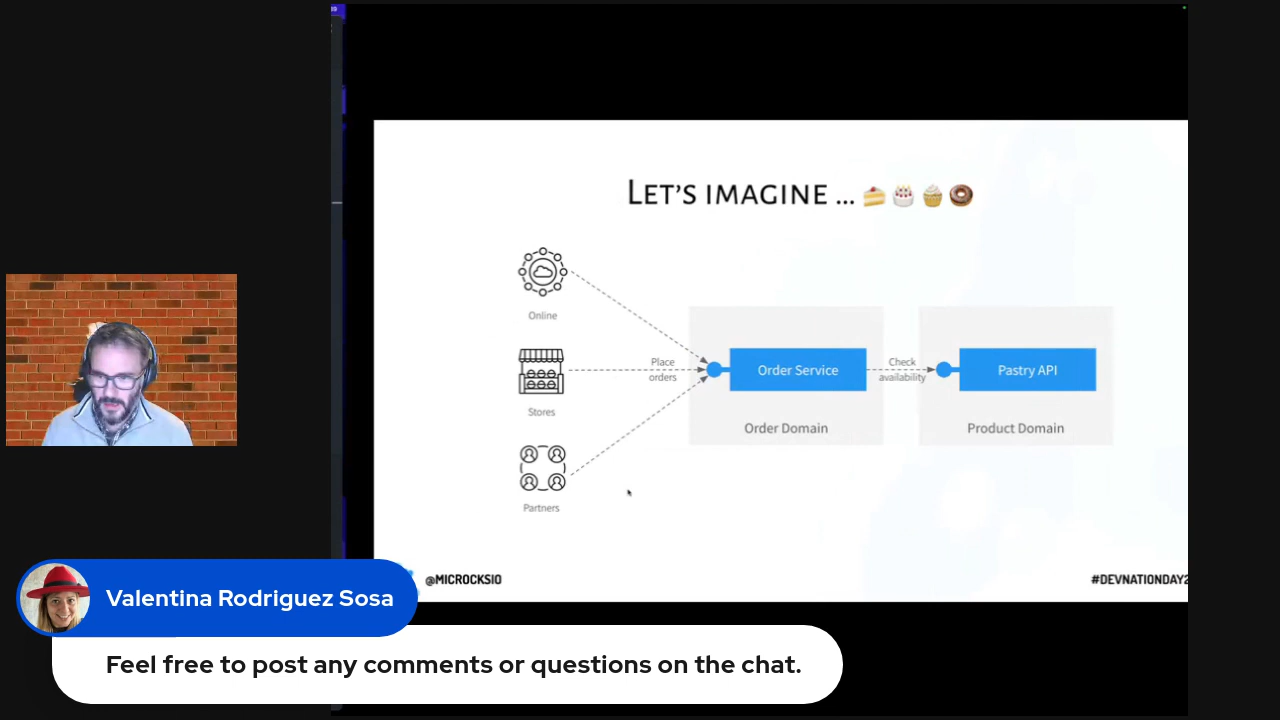 LET'S IMAGINE ...
Online
Place
orders
Stores
Partners
Order Service
Order Domain
Check
availability
Pastry API
Product Domain
@MICROCKSIO
#DEVNATIONDAY2
Valentina Rodriguez Sosa
Feel free to post any comments or questions on the chat.